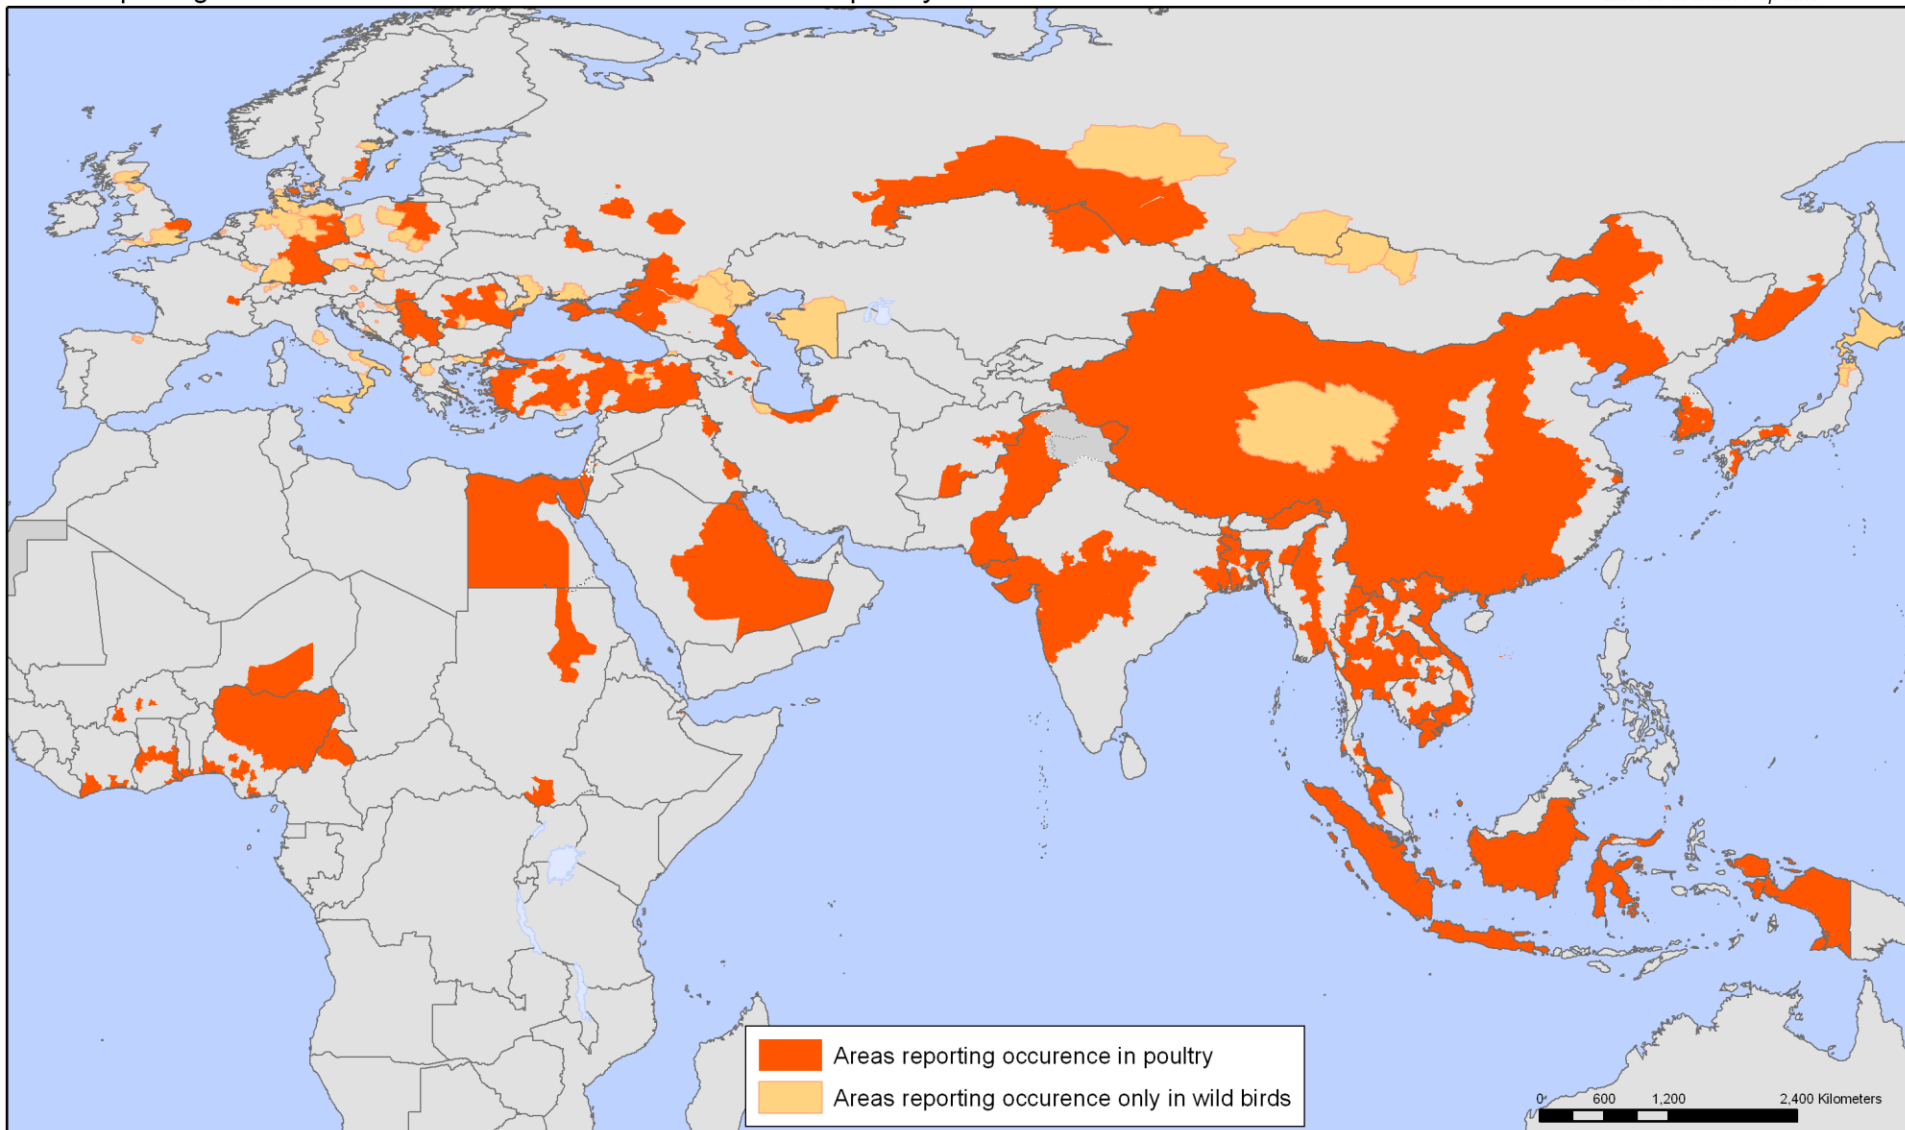 Areas reporting occurence in poultry
Areas reporting occurence only in wild birds
0 600 1,200 2,400 Kilometers